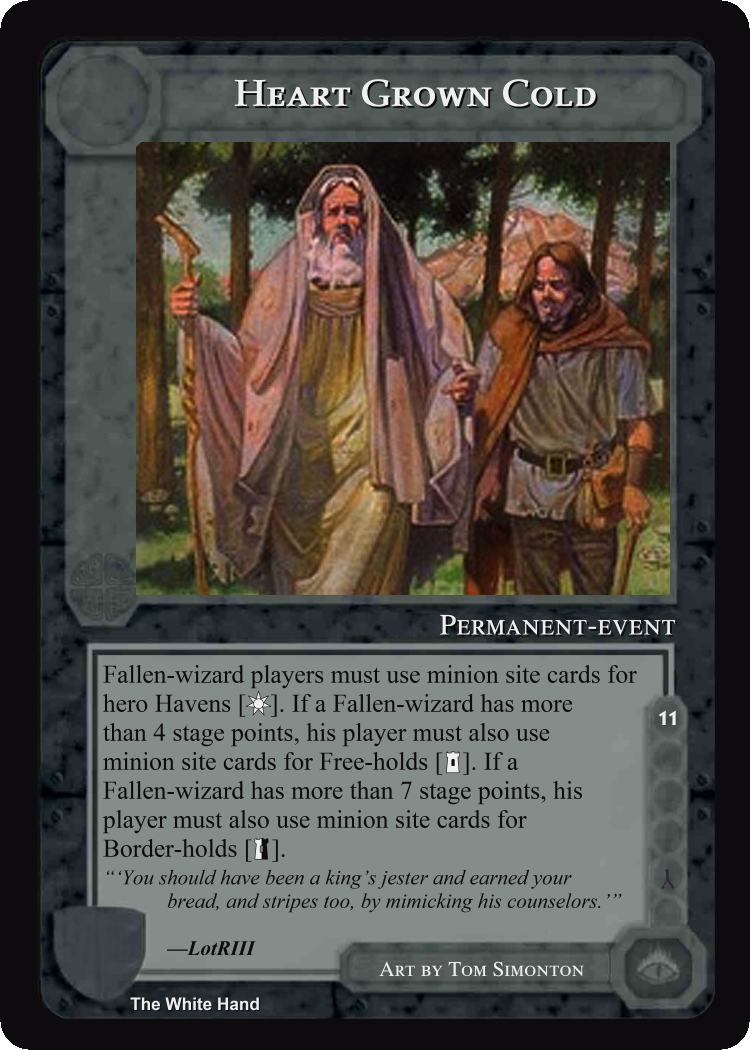 Heart Grown Cold
Permanent-event
Fallen-wizard players must use minion site cards for
hero Havens [ ]. If a Fallen-wizard has more
than 4 stage points, his player must also use
minion site cards for Free-holds [ ]. If a
Fallen-wizard has more than 7 stage points, his
player must also use minion site cards for
Border-holds [ ].
11
“‘You should have been a king’s jester and earned your
bread, and stripes too, by mimicking his counselors.’”
—LotRIII
Art by Tom Simonton
The White Hand